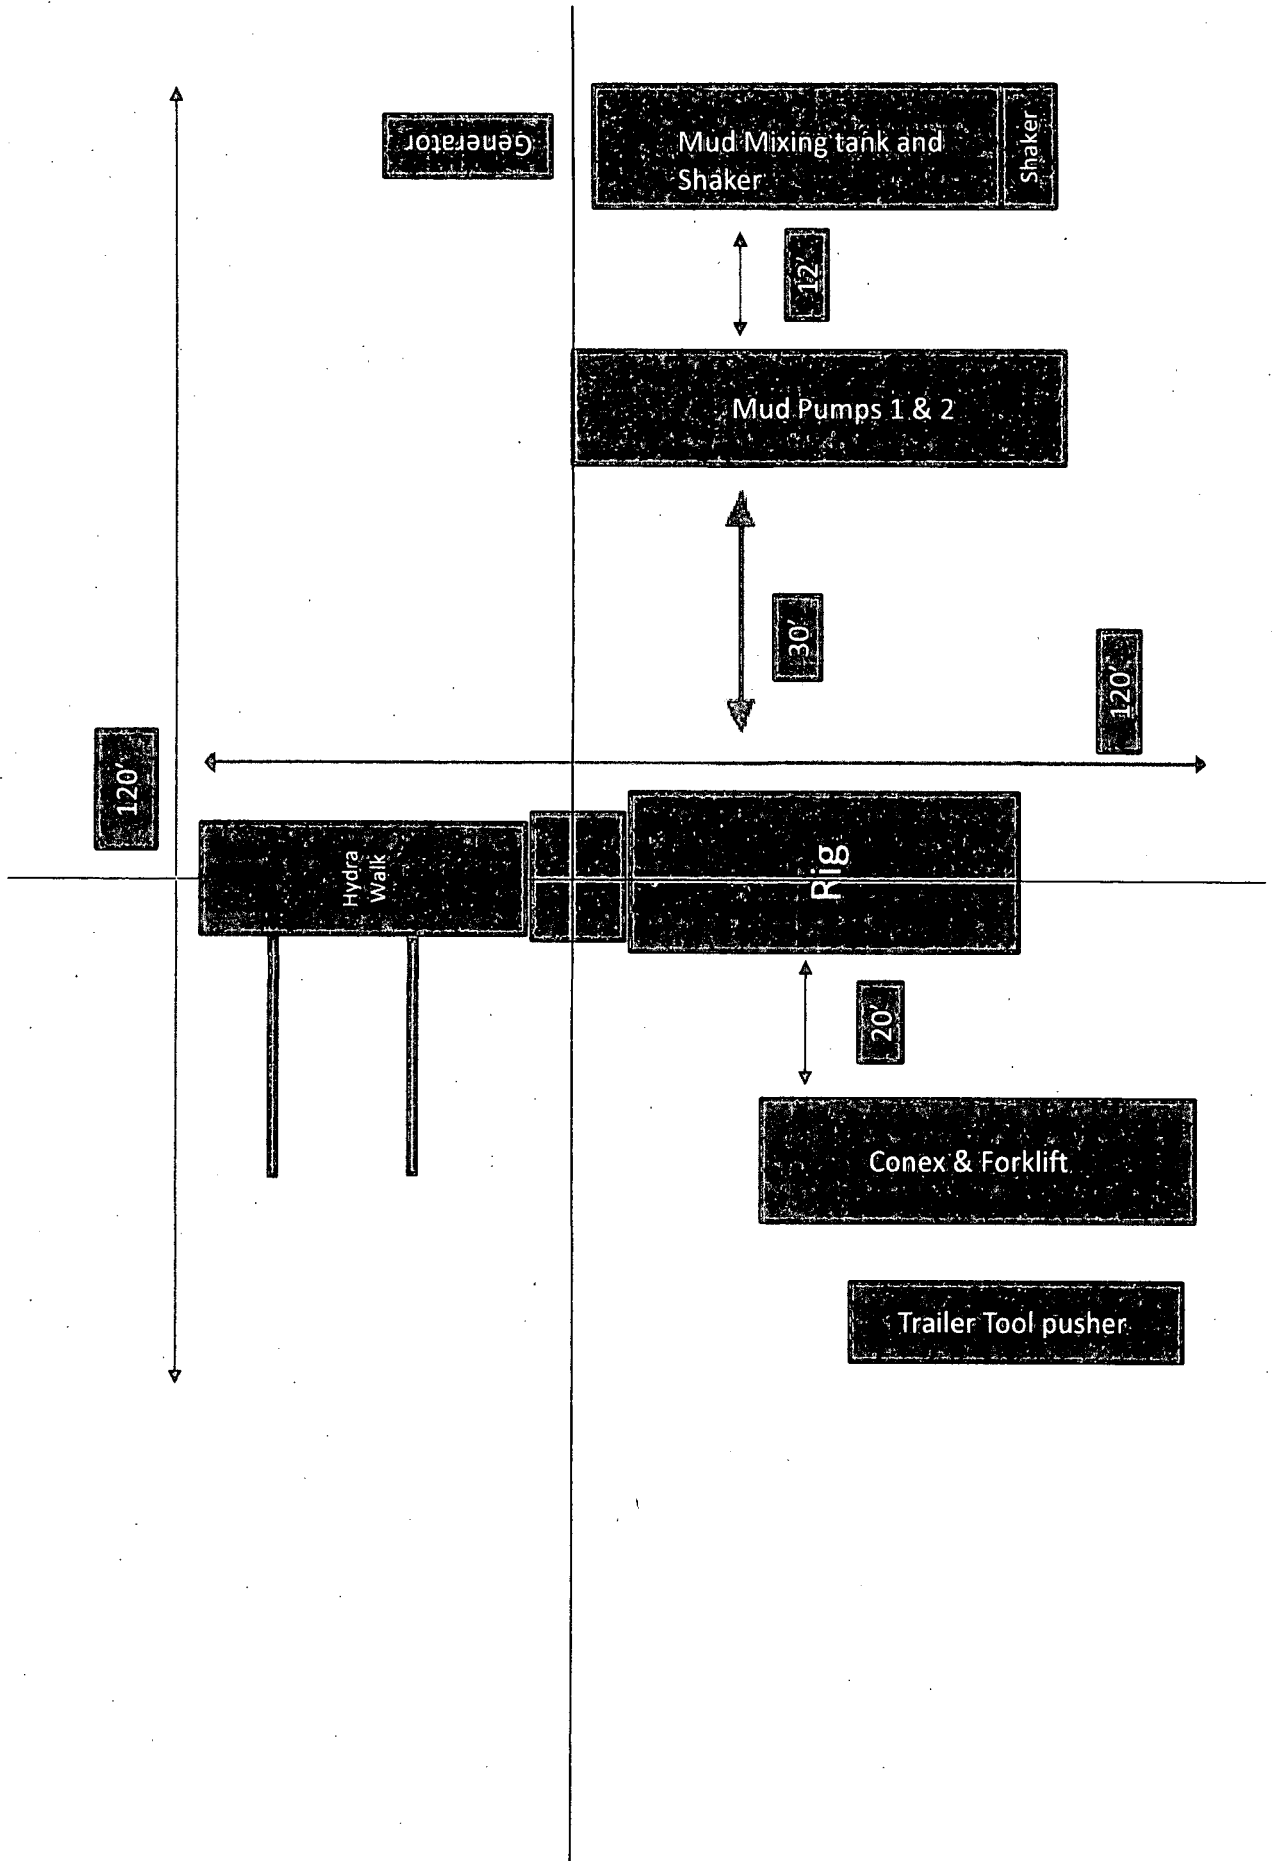 Generator
Mud Mixing tank and
Shaker
Shaker
12'
Mud Pumps 1 & 2
30'
120'
120'
Hydra
Walk
Rig
20'
Conex & Forklift
Trailer Tool pusher